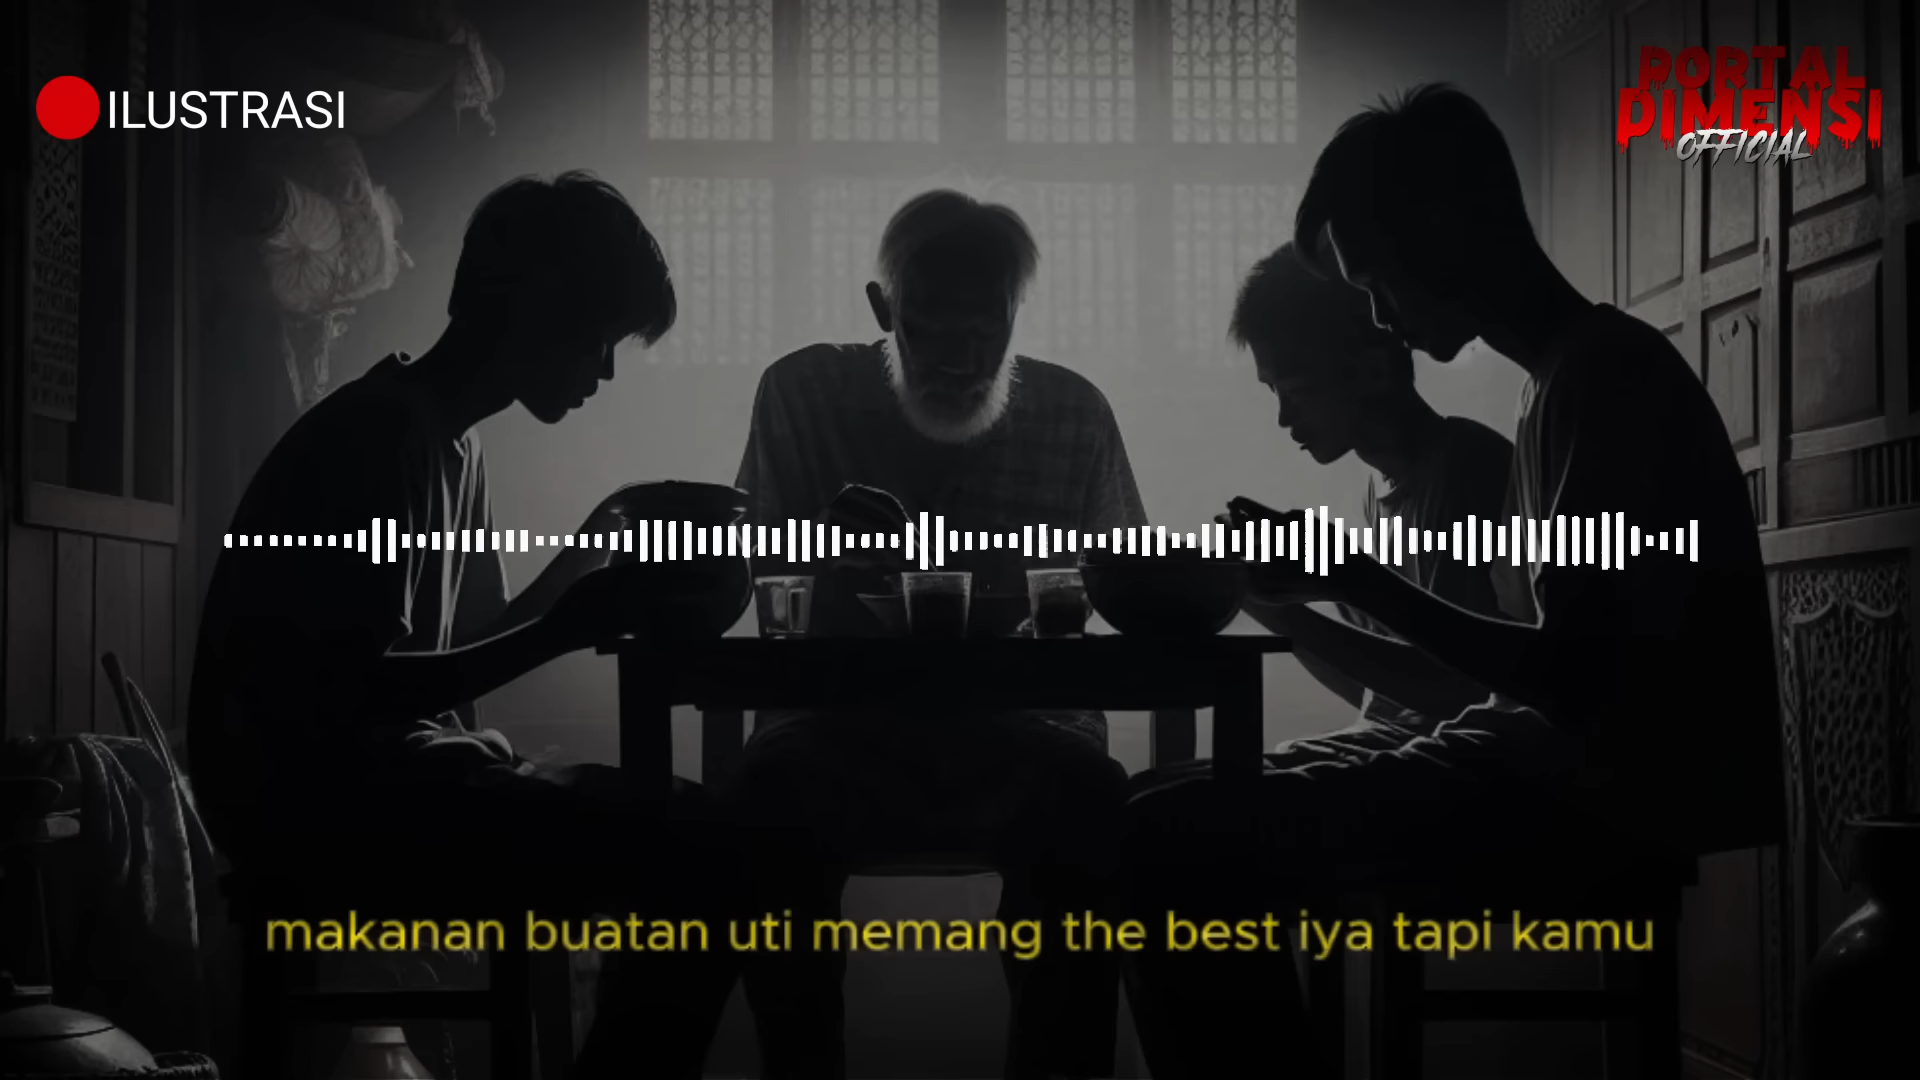 ILUSTRASI
PORTAL
DIMENSI
OFFICIAL
makanan buatan uti memang the best iya tapi kamu